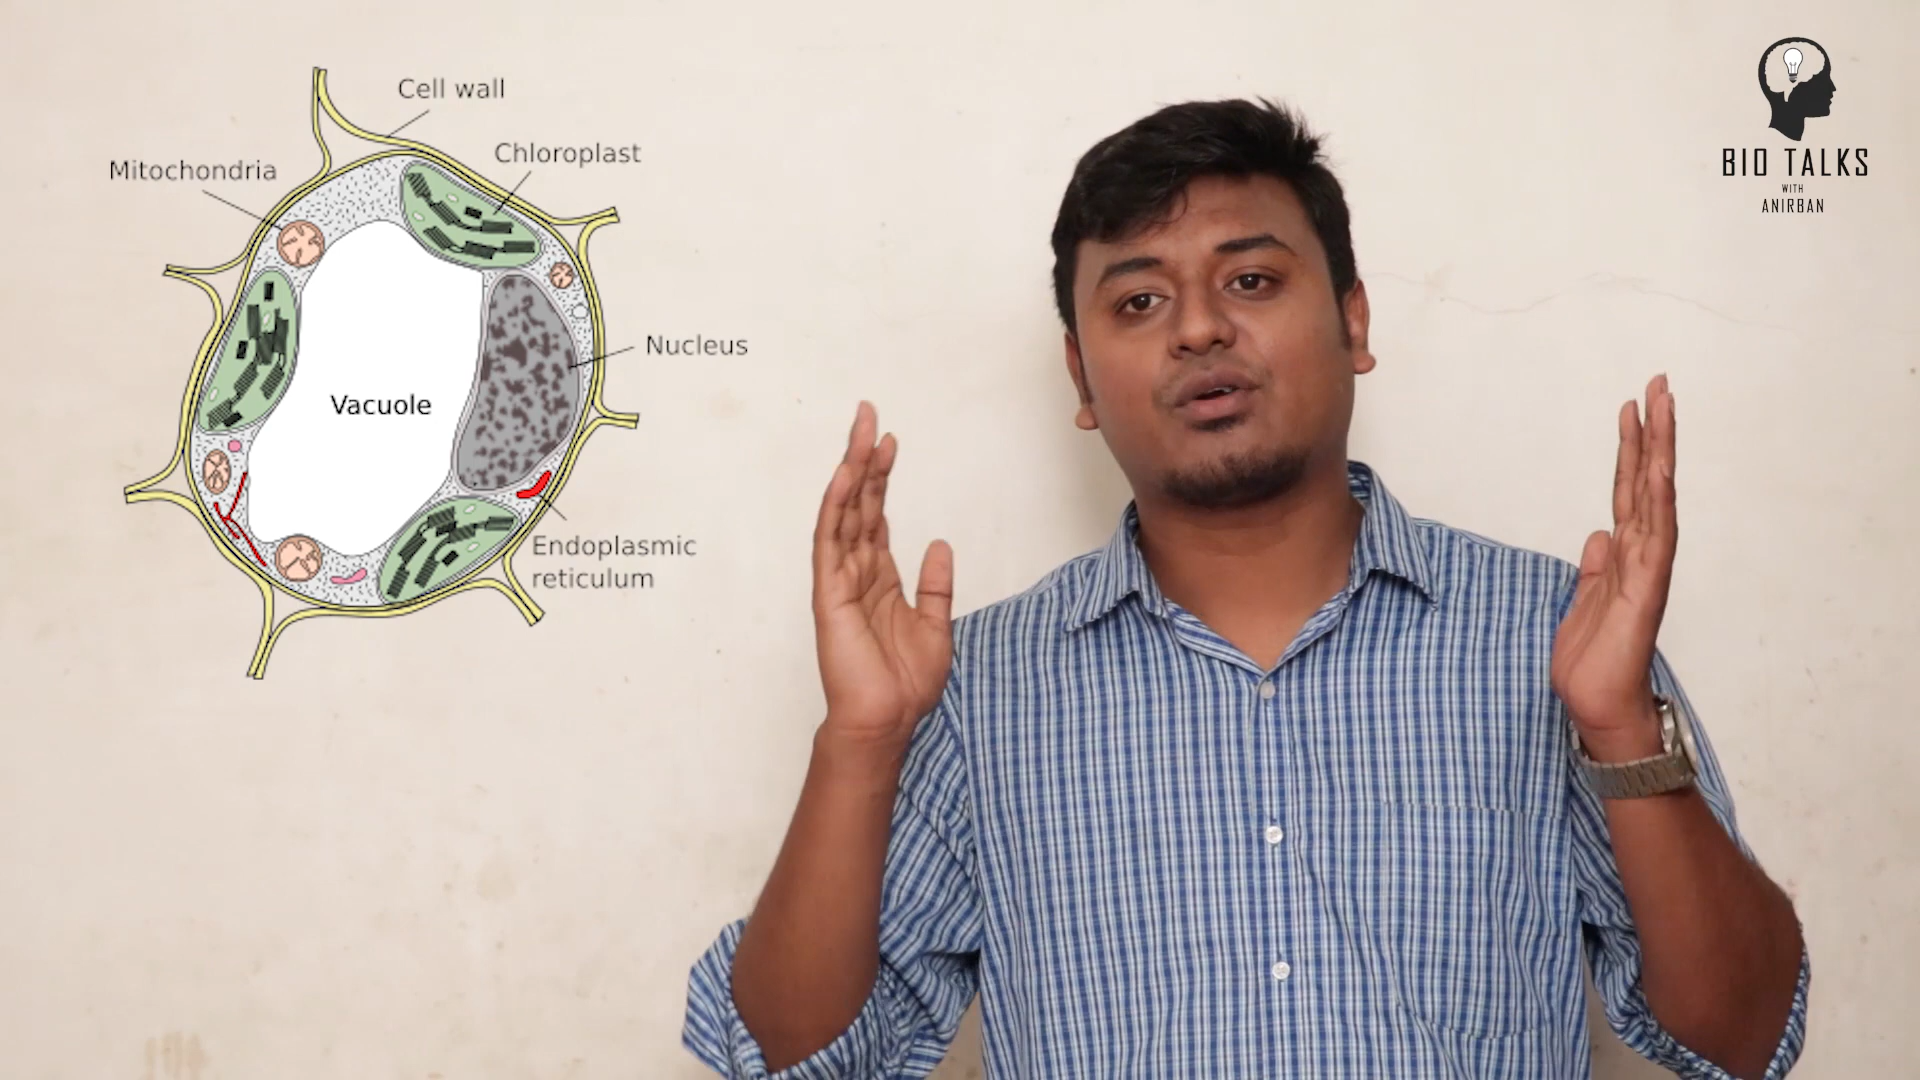 Cell wall
Chloroplast
Mitochondria
Nucleus
Vacuole
Endoplasmic
reticulum
BIO TALKS
WITH
ANIRBAN